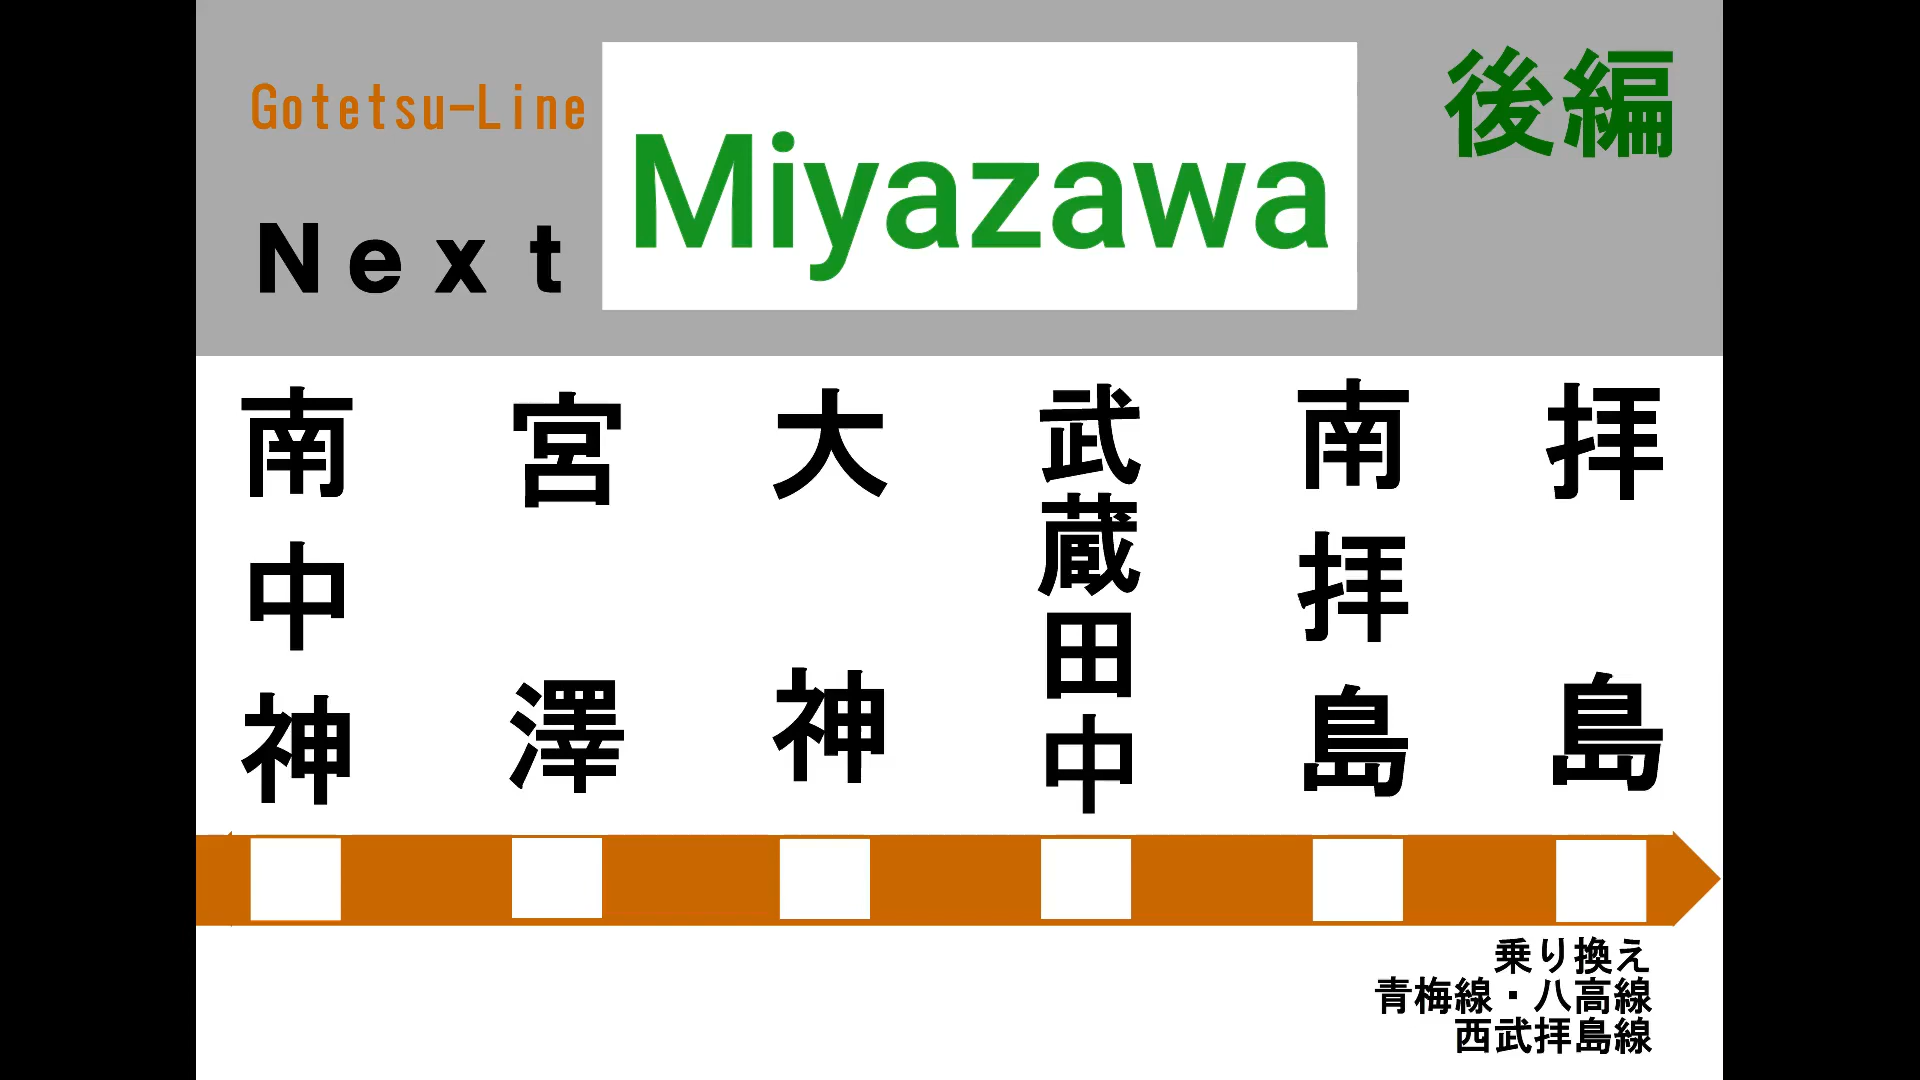 Gotetsu-Line
後編
Next
Miyazawa
南中神
宮澤
大神
武蔵田中
南拝島
拝島
乗り換え
青梅線・八高線
西武拝島線